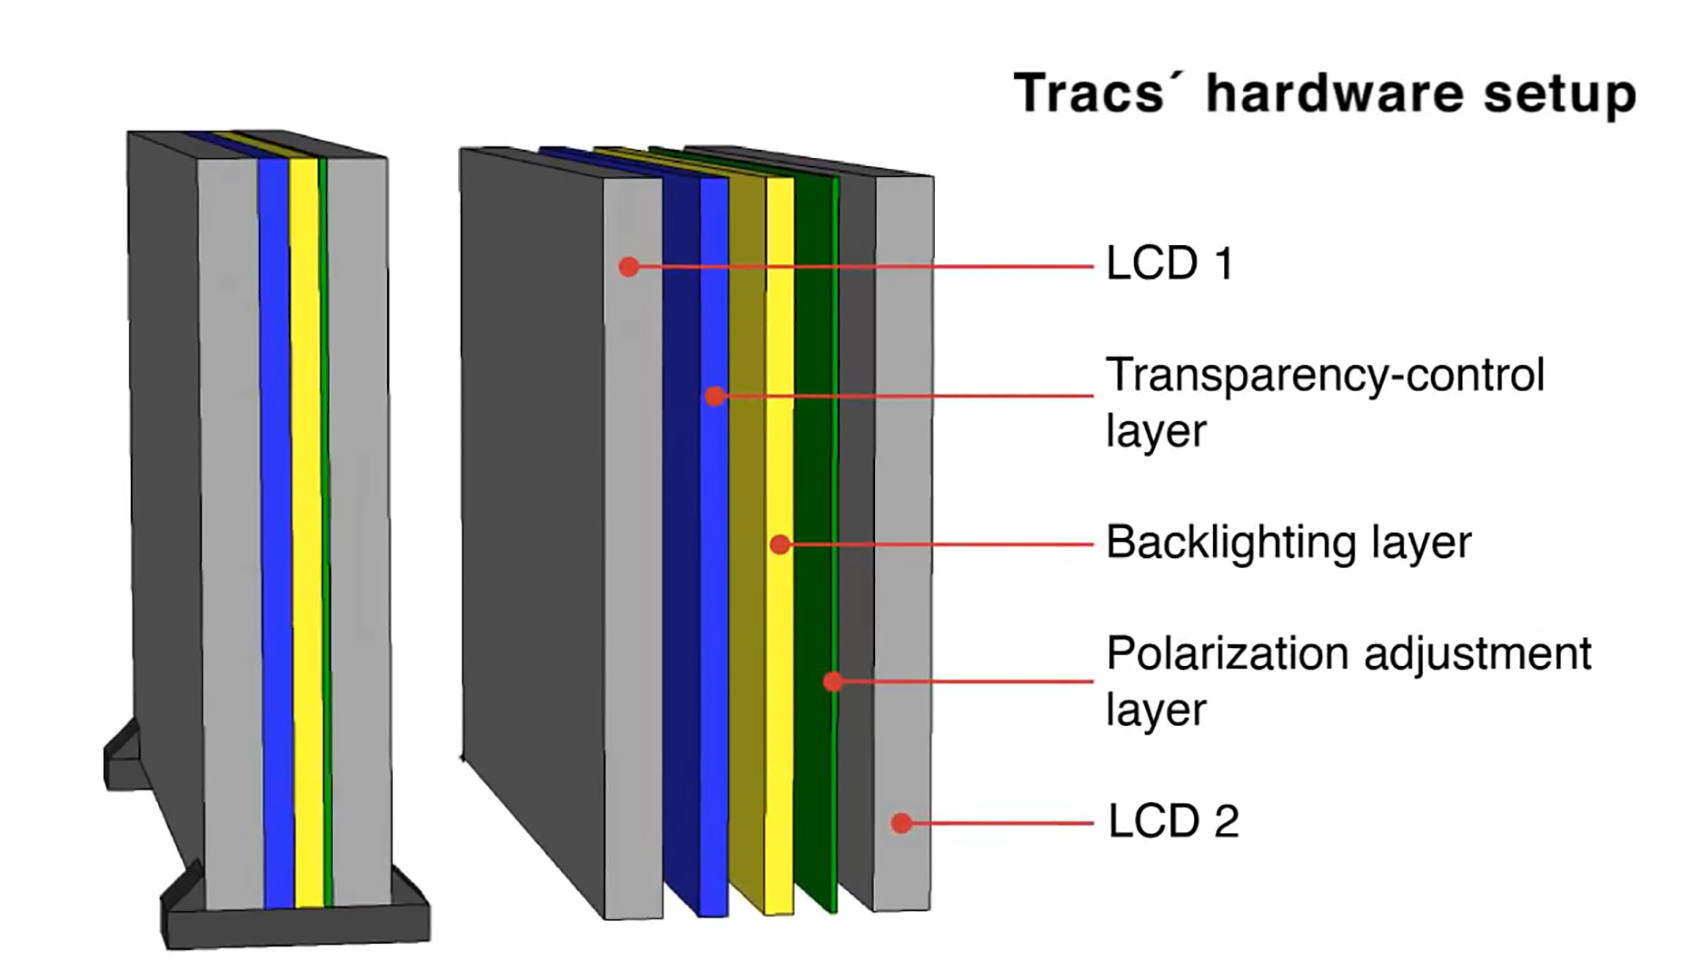 Tracs´ hardware setup
LCD 1
Transparency-control
layer
Backlighting layer
Polarization adjustment
layer
LCD 2